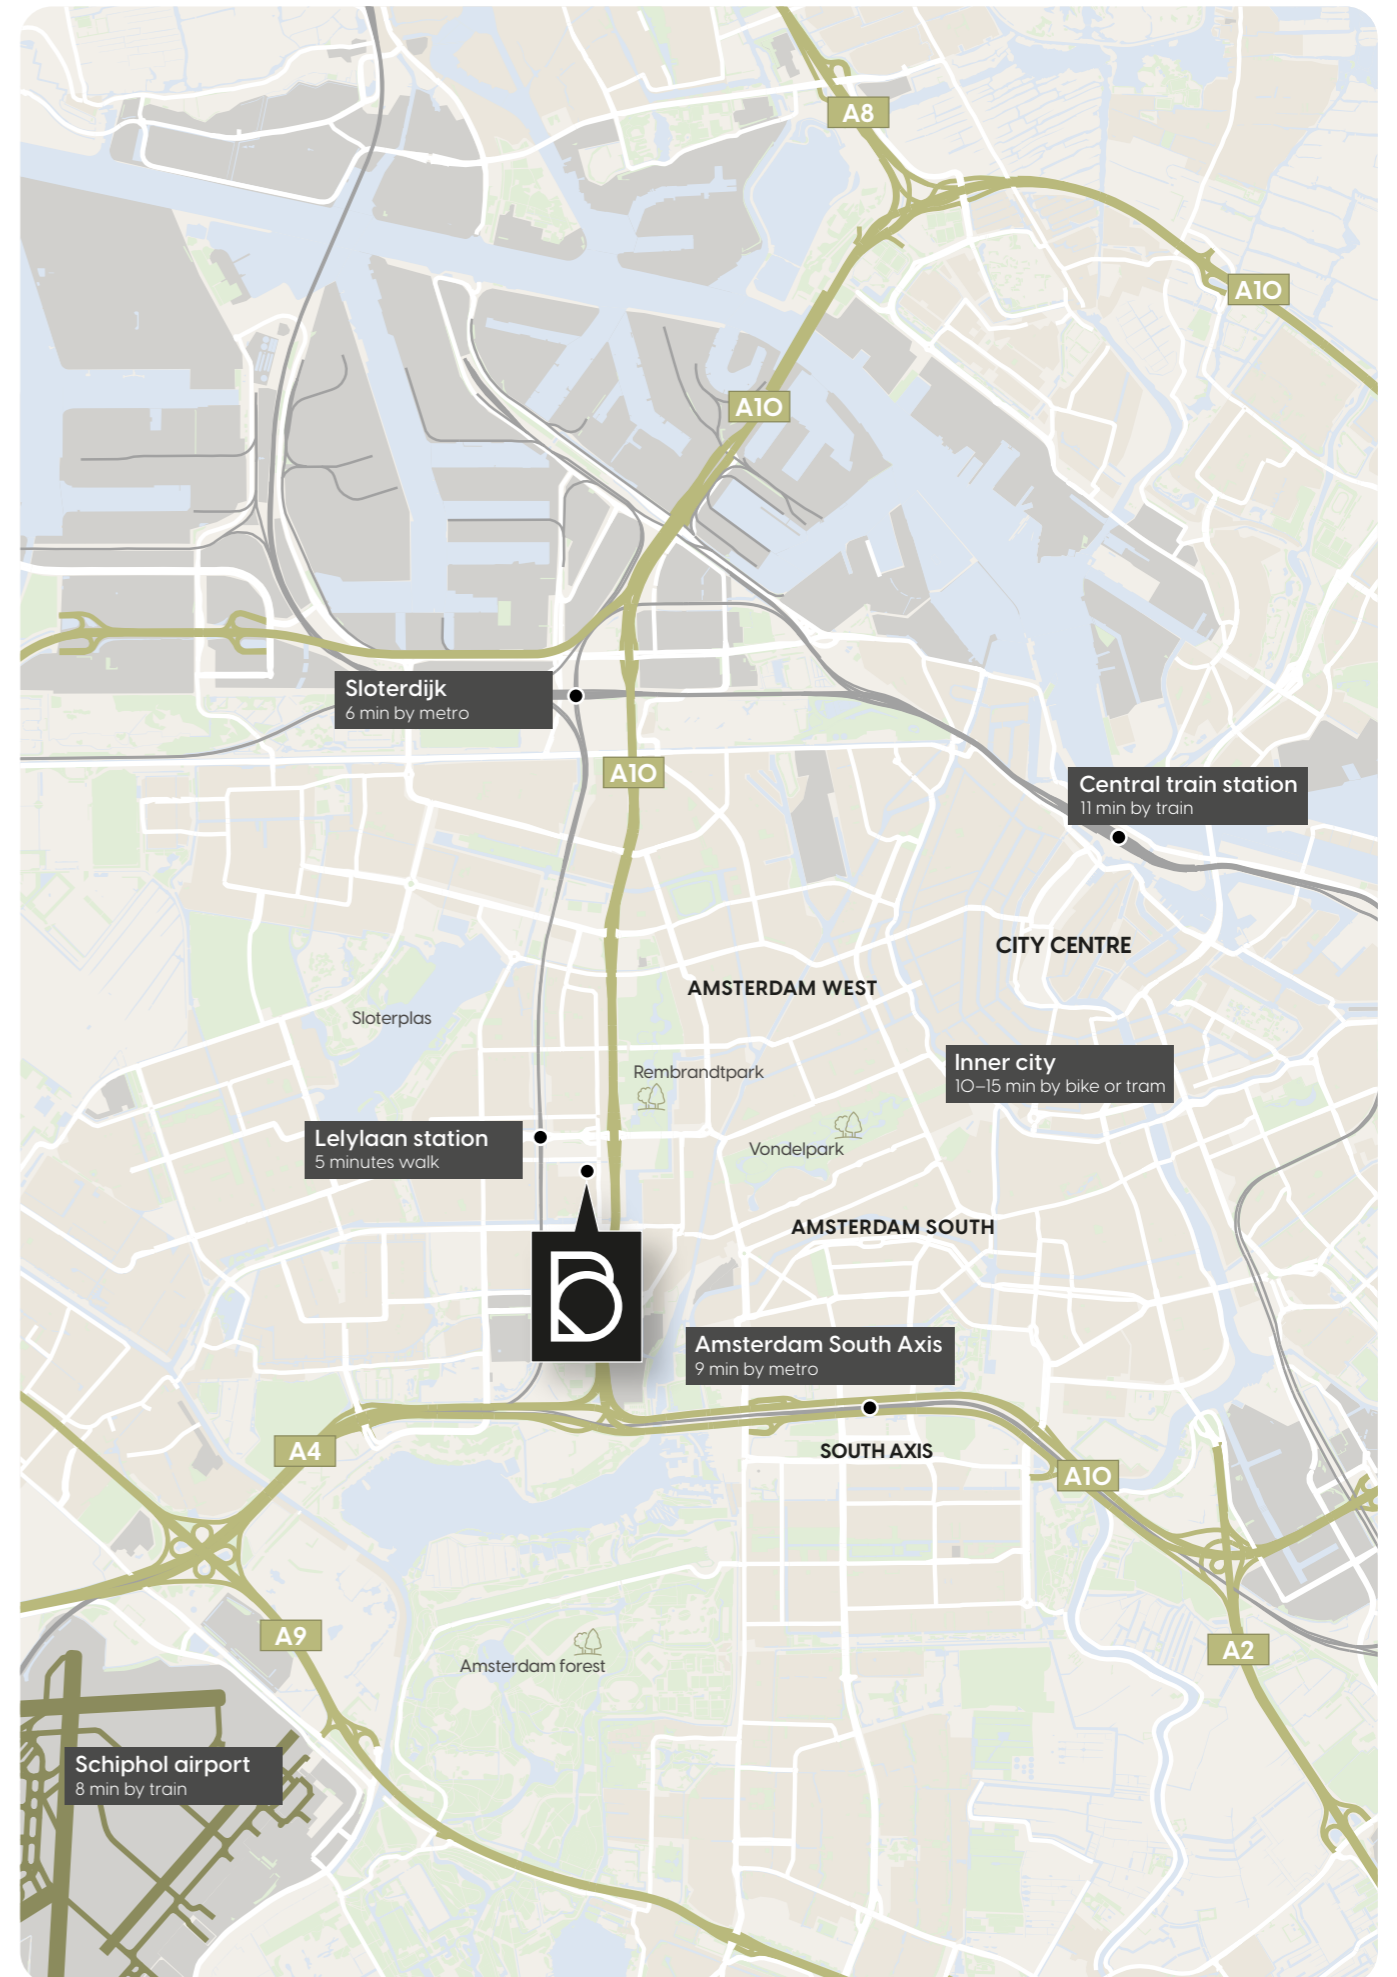 A8
A10
A10
Sloterdijk
6 min by metro
A10
Central train station
11 min by train
CITY CENTRE
AMSTERDAM WEST
Sloterplas
Inner city
10–15 min by bike or tram
Rembrandtpark
Lelylaan station
5 minutes walk
Vondelpark
AMSTERDAM SOUTH
B
Amsterdam South Axis
9 min by metro
SOUTH AXIS
A4
A10
A9
A2
Amsterdam forest
Schiphol airport
8 min by train